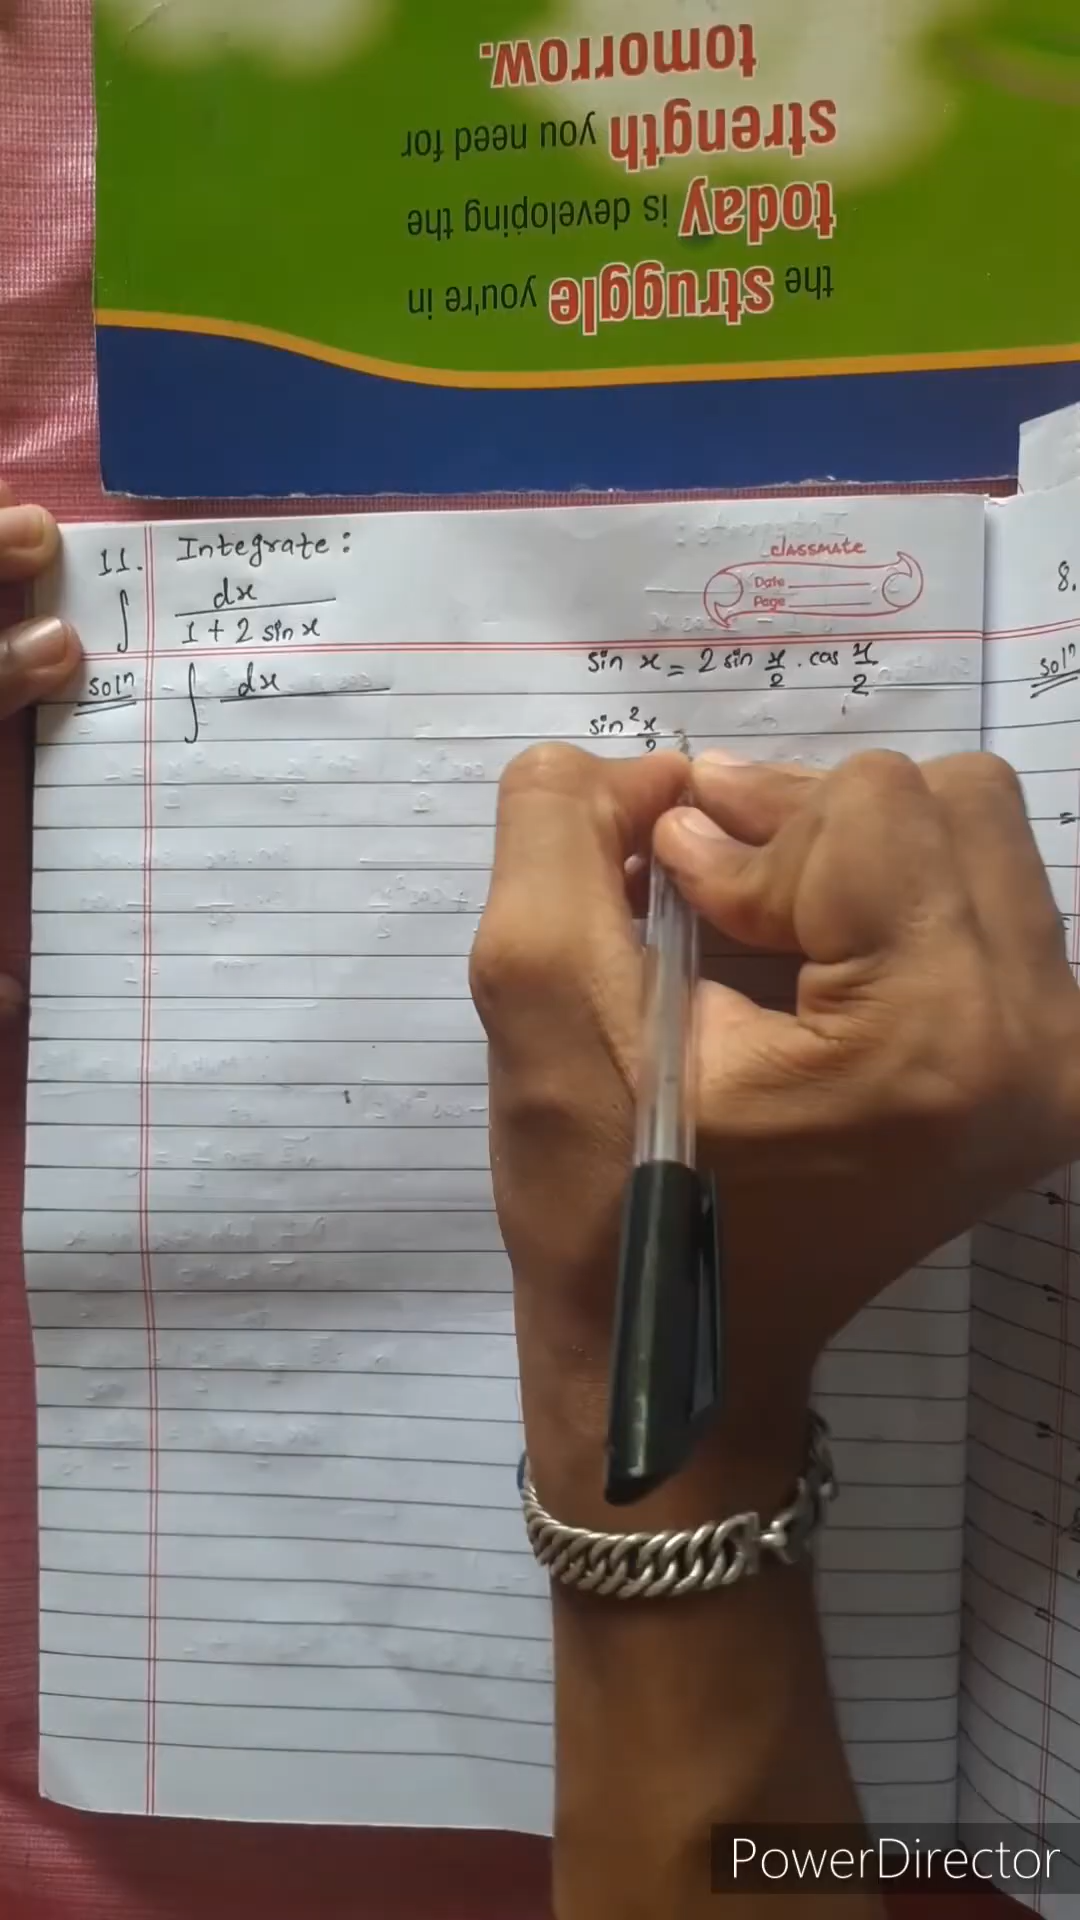 the struggle you're in
today is developing the
strength you need for
tomorrow.
11. Integrate:
∫ dx / 1 + 2 sin x
classmate
Date
Page
8.
Solⁿ ∫ dx
sin x = 2 sin x/2 . cos x/2
Solⁿ
sin² x/2
PowerDirector